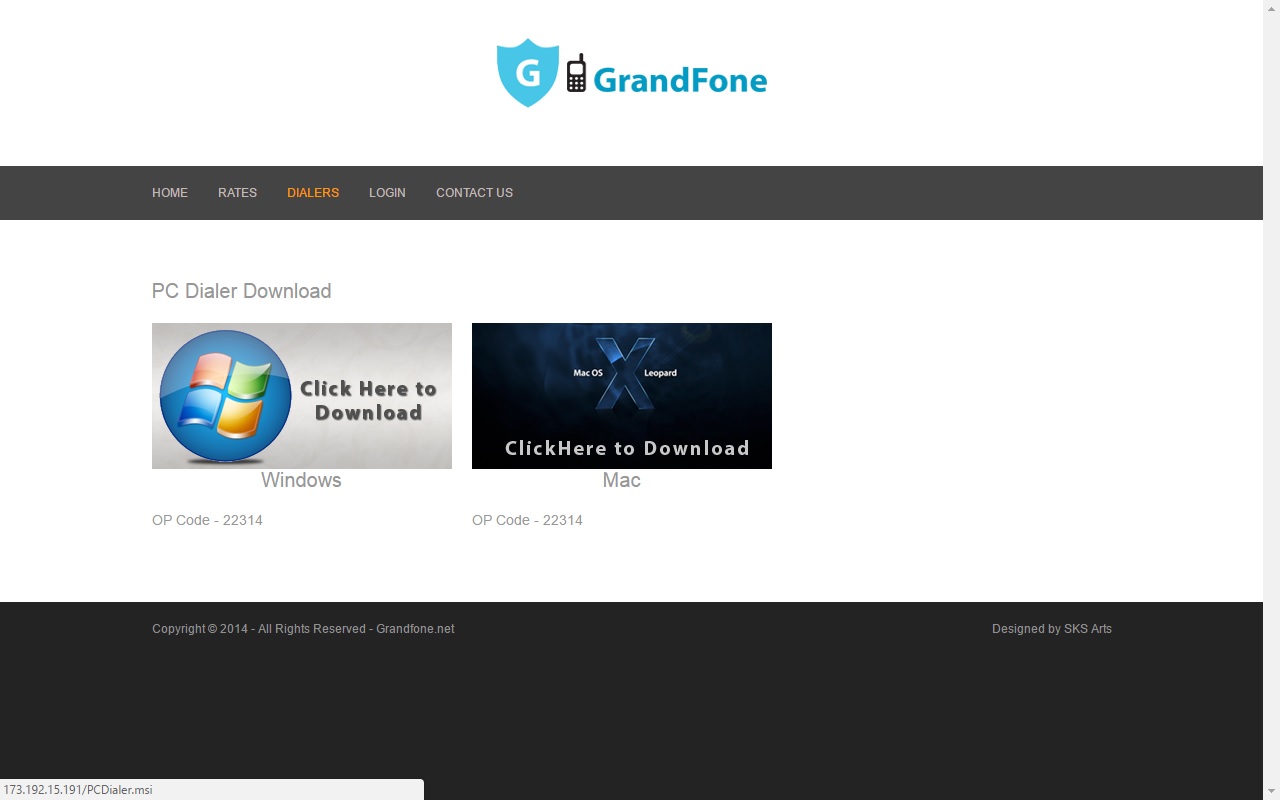 G GrandFone
HOME RATES DIALERS LOGIN CONTACT US
PC Dialer Download
Click Here to
Download
Mac OS Leopard
ClickHere to Download
Windows
Mac
OP Code - 22314
OP Code - 22314
Copyright © 2014 - All Rights Reserved - Grandfone.net
Designed by SKS Arts
173.192.15.191/PCDialer.msi